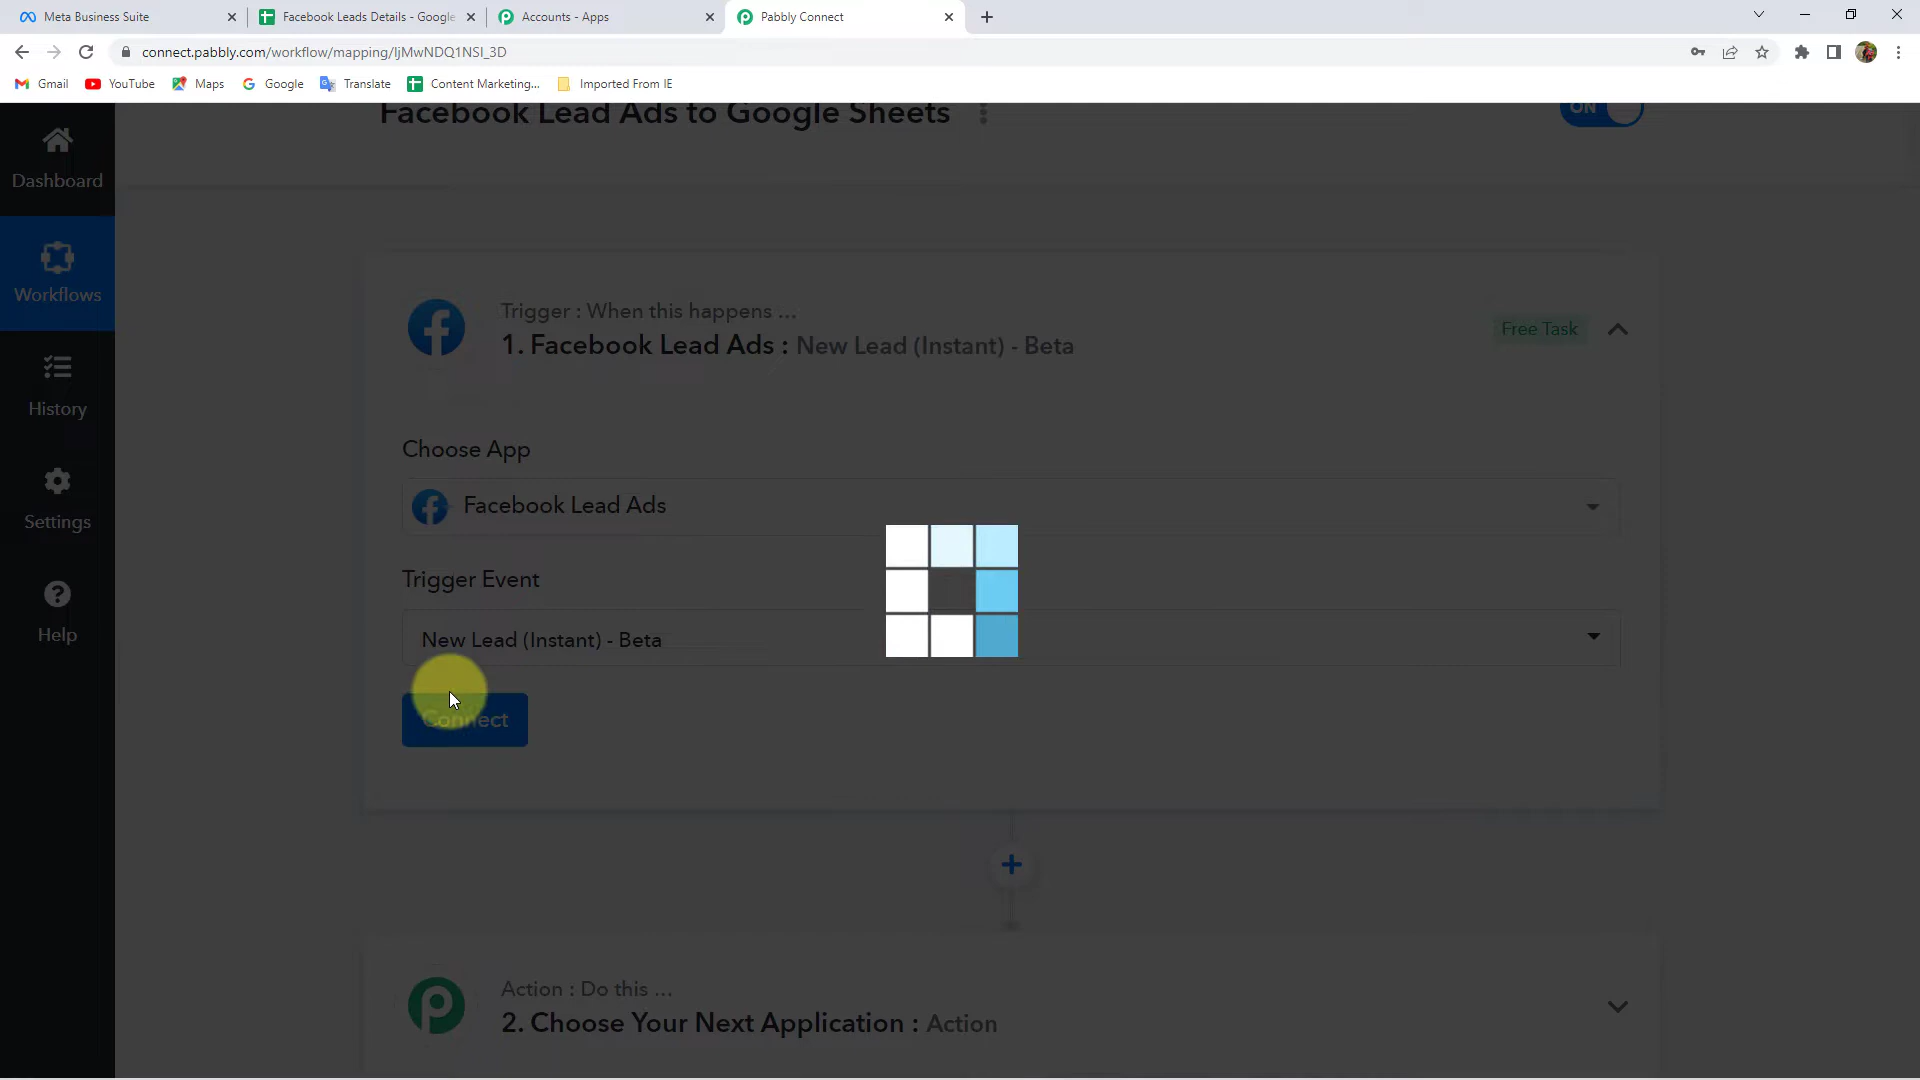 Meta Business Suite
Facebook Leads Details - Google
Accounts - Apps
Pabbly Connect
connect.pabbly.com/workflow/mapping/IjMwNDQ1NSI_3D
Gmail
YouTube
Maps
Google
Translate
Content Marketing...
Imported From IE
Facebook Lead Ads to Google Sheets
ON
Dashboard
Workflows
History
Settings
Help
Trigger : When this happens ...
1. Facebook Lead Ads : New Lead (Instant) - Beta
Free Task
Choose App
Facebook Lead Ads
Trigger Event
New Lead (Instant) - Beta
Connect
Action : Do this ...
2. Choose Your Next Application : Action